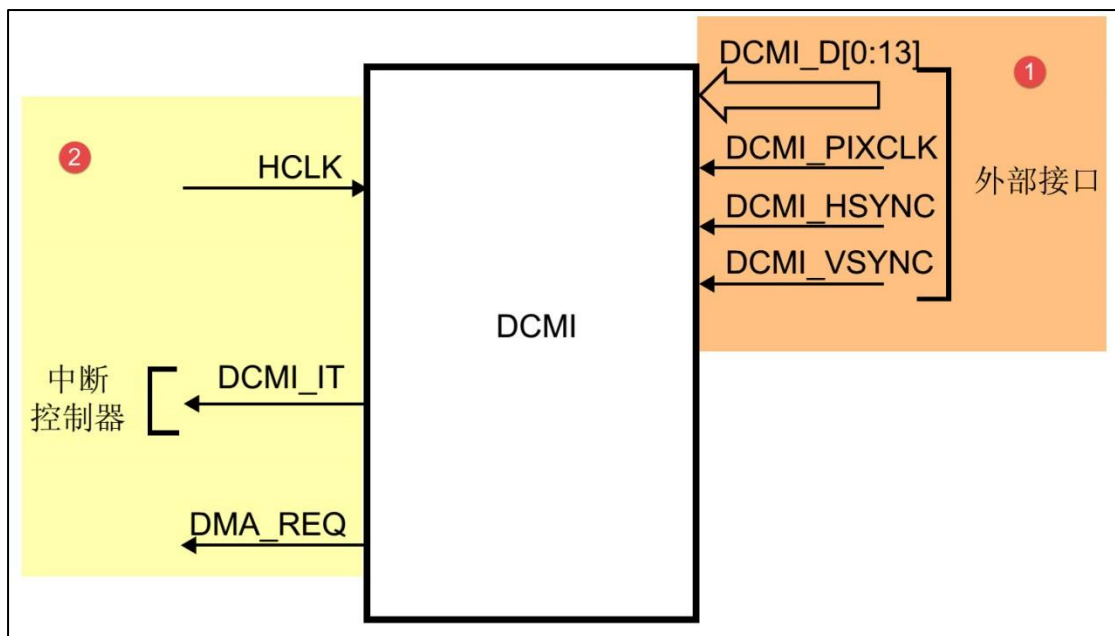 DCMI_D[0:13]
1
DCMI_PIXCLK
DCMI_HSYNC
DCMI_VSYNC
外部接口
2
HCLK
DCMI
中断
控制器
DCMI_IT
DMA_REQ